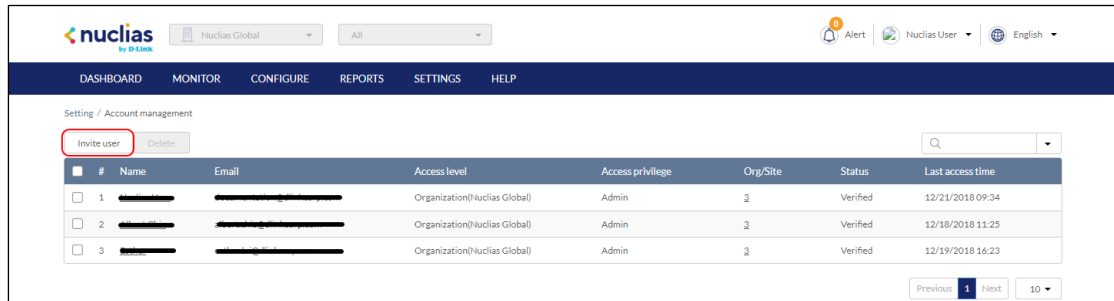 nuclias
by D-Link
Nuclias Global
All
0
Alert
Nuclias User
English
DASHBOARD MONITOR CONFIGURE REPORTS SETTINGS HELP
Setting / Account management
Invite user Delete
# Name Email Access level Access privilege Org/Site Status Last access time
1 Organization(Nuclias Global) Admin 3 Verified 12/21/2018 09:34
2 Organization(Nuclias Global) Admin 3 Verified 12/18/2018 11:25
3 Organization(Nuclias Global) Admin 3 Verified 12/19/2018 16:23
Previous 1 Next 10